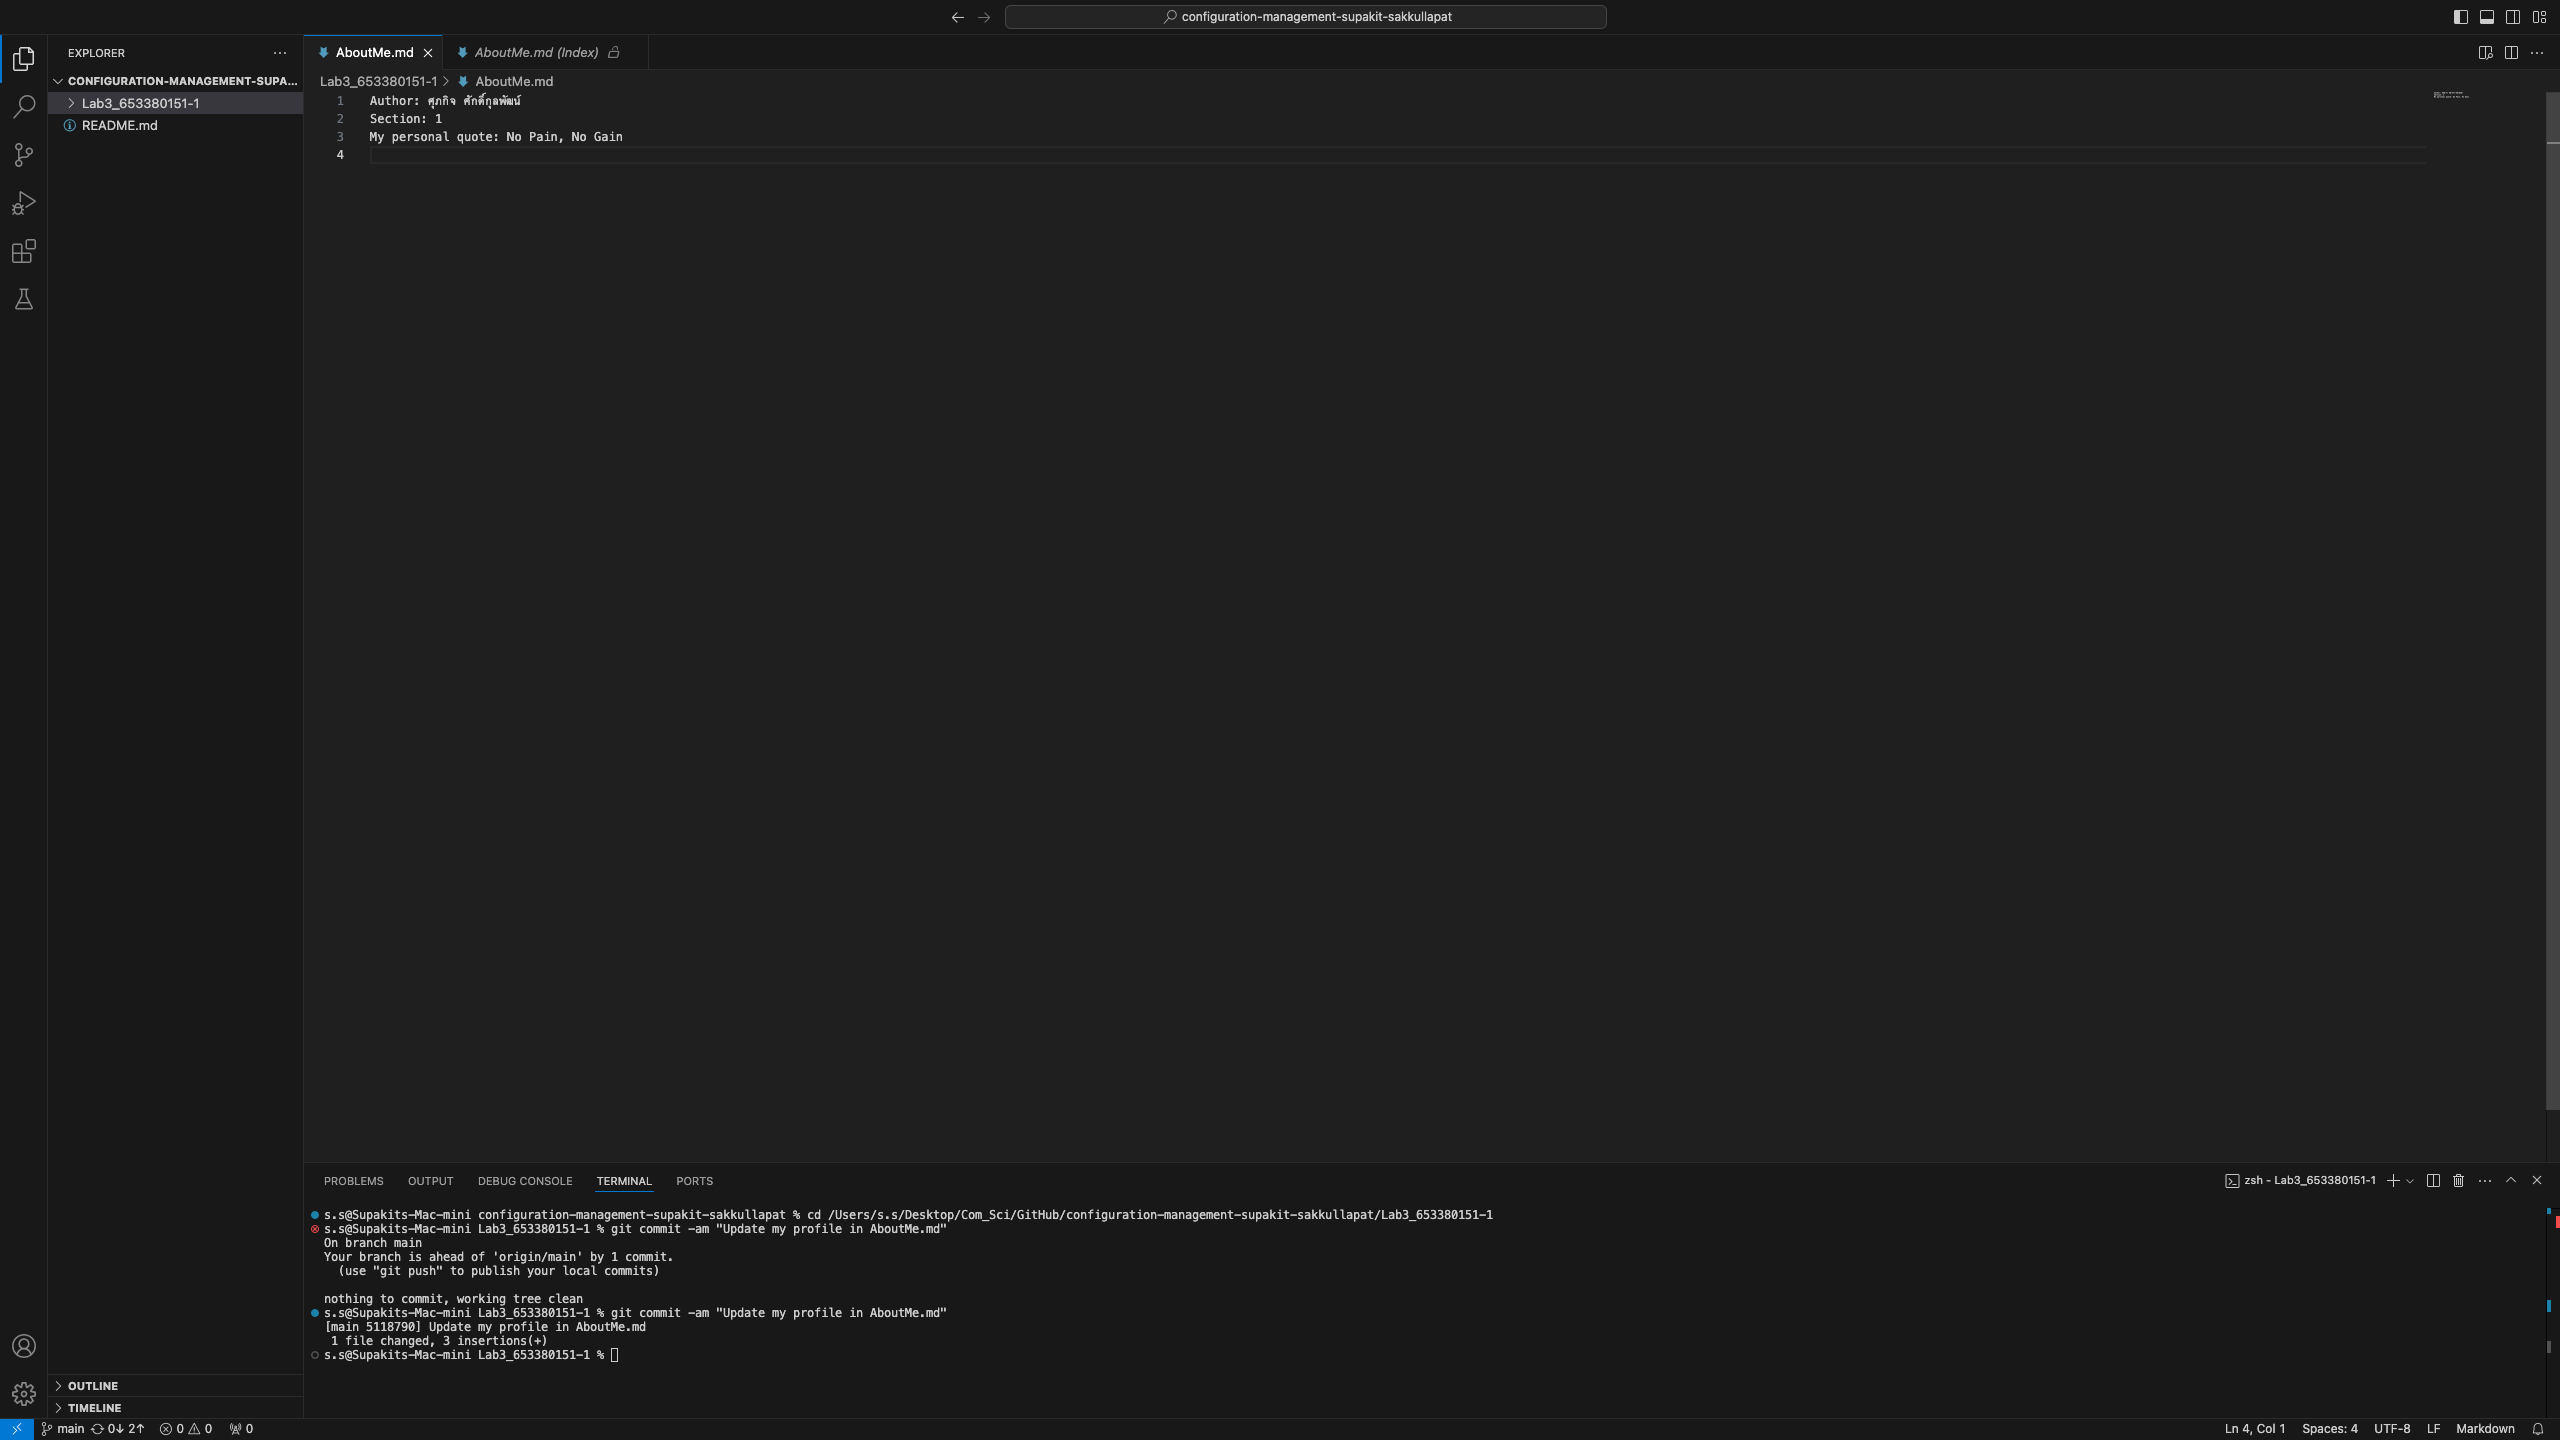 configuration-management-supakit-sakkullapat
EXPLORER
AboutMe.md
AboutMe.md (Index)
CONFIGURATION-MANAGEMENT-SUPA...
Lab3_653380151-1
README.md
Lab3_653380151-1 > AboutMe.md
1 Author: ศุภกิจ ศักดิ์กุลพัฒน์
2 Section: 1
3 My personal quote: No Pain, No Gain
4
PROBLEMS OUTPUT DEBUG CONSOLE TERMINAL PORTS
zsh - Lab3_653380151-1
s.s@Supakits-Mac-mini configuration-management-supakit-sakkullapat % cd /Users/s.s/Desktop/Com_Sci/GitHub/configuration-management-supakit-sakkullapat/Lab3_653380151-1
s.s@Supakits-Mac-mini Lab3_653380151-1 % git commit -am "Update my profile in AboutMe.md"
On branch main
Your branch is ahead of 'origin/main' by 1 commit.
(use "git push" to publish your local commits)
nothing to commit, working tree clean
s.s@Supakits-Mac-mini Lab3_653380151-1 % git commit -am "Update my profile in AboutMe.md"
[main 5118790] Update my profile in AboutMe.md
1 file changed, 3 insertions(+)
s.s@Supakits-Mac-mini Lab3_653380151-1 %
OUTLINE
TIMELINE
main 0↓ 2↑ 0 0 0
Ln 4, Col 1 Spaces: 4 UTF-8 LF Markdown